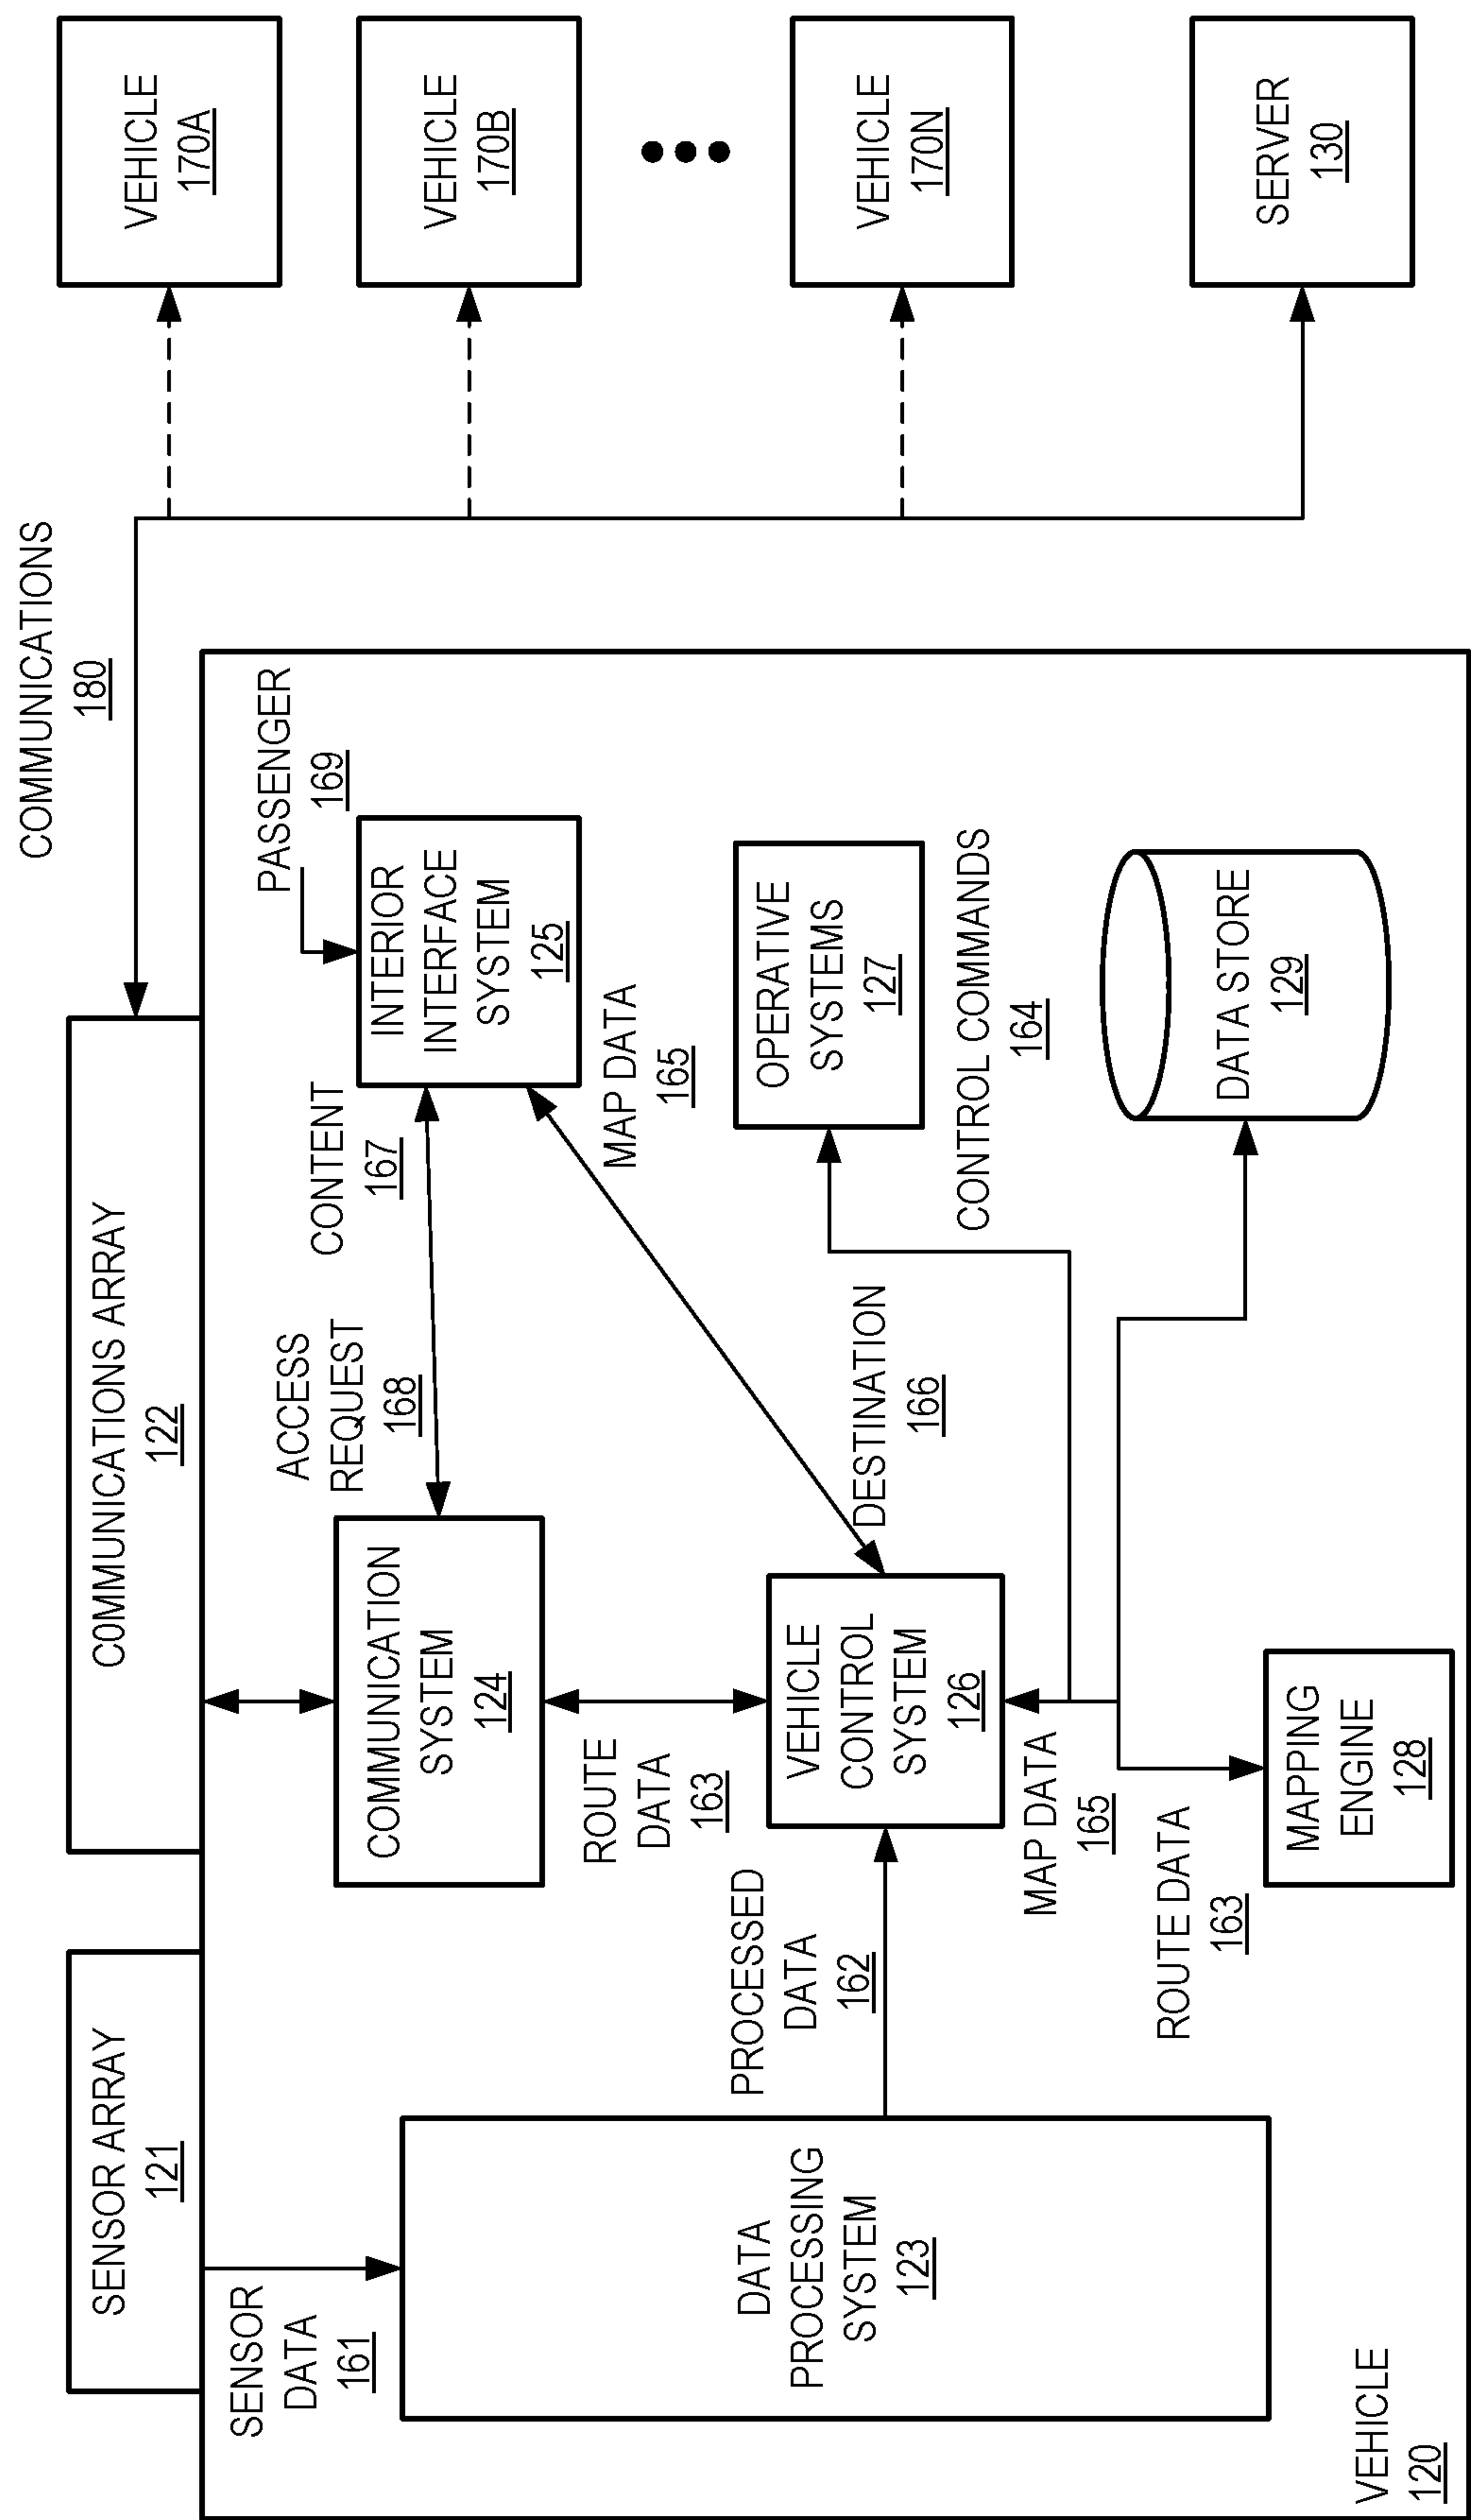 SENSOR ARRAY
121
COMMUNICATIONS ARRAY
122
COMMUNICATIONS
180
VEHICLE
170A
VEHICLE
170B
VEHICLE
170N
SERVER
130
SENSOR
DATA
161
DATA
PROCESSING
SYSTEM
123
COMMUNICATION
SYSTEM
124
ACCESS
REQUEST
168
CONTENT
167
PASSENGER
169
INTERIOR
INTERFACE
SYSTEM
125
MAP DATA
165
ROUTE
DATA
163
PROCESSED
DATA
162
VEHICLE
CONTROL
SYSTEM
126
DESTINATION
166
OPERATIVE
SYSTEMS
127
CONTROL COMMANDS
164
MAP DATA
165
ROUTE DATA
163
MAPPING
ENGINE
128
DATA STORE
129
VEHICLE
120